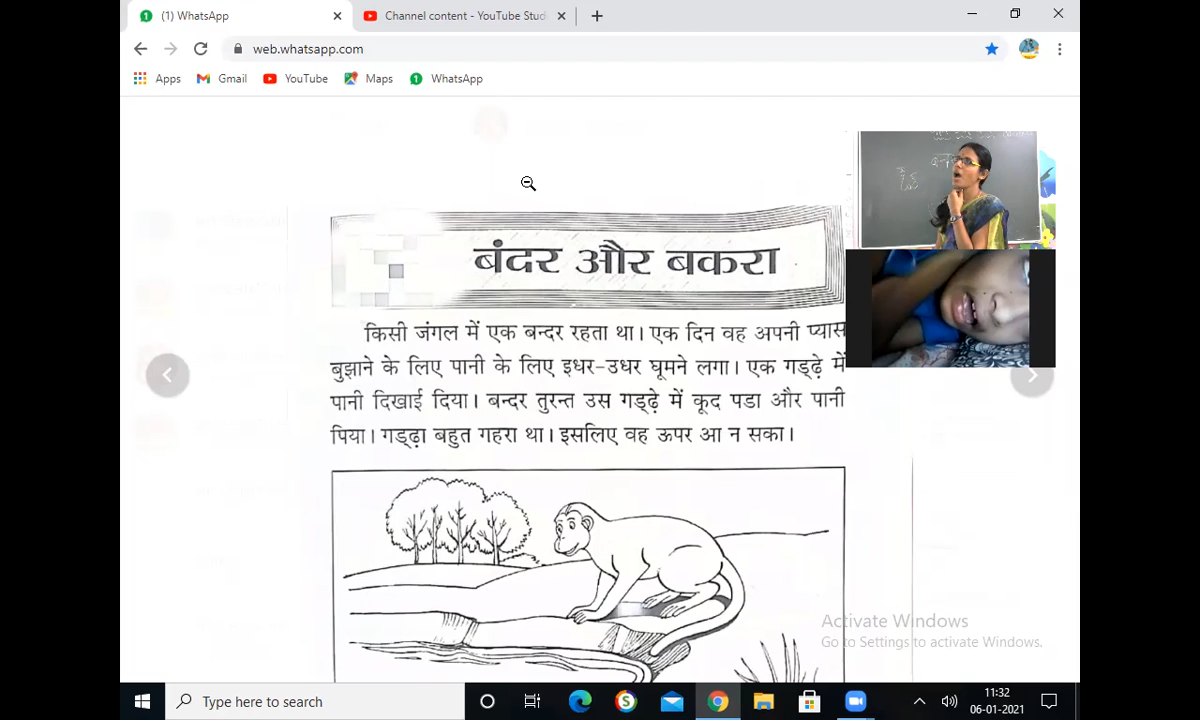 (1) WhatsApp
Channel content - YouTube Stud
web.whatsapp.com
Apps
Gmail
YouTube
Maps
WhatsApp
बंदर और बकरा
किसी जंगल में एक बन्दर रहता था। एक दिन वह अपनी प्यास
बुझाने के लिए पानी के लिए इधर-उधर घूमने लगा। एक गड्ढ़े में
पानी दिखाई दिया। बन्दर तुरन्त उस गड्ढ़े में कूद पडा और पानी
पिया। गड्ढ़ा बहुत गहरा था। इसलिए वह ऊपर आ न सका।
Activate Windows
Go to Settings to activate Windows.
Type here to search
11:32
06-01-2021